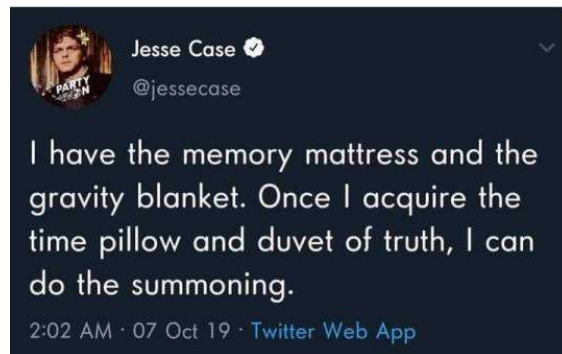 Jesse Case
@jessecase
PARTY
I have the memory mattress and the
gravity blanket. Once I acquire the
time pillow and duvet of truth, I can
do the summoning.
2:02 AM · 07 Oct 19 · Twitter Web App